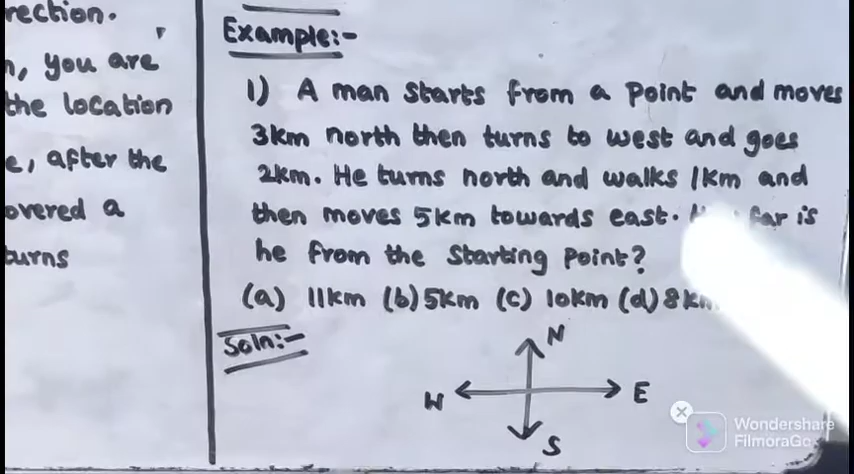 rection.
n, you are
the location
e, after the
overed a
turns
Example:-
1) A man starts from a point and moves
3km north then turns to west and goes
2km. He turns north and walks 1km and
then moves 5km towards east. far is
he from the starting point?
(a) 11km (b) 5km (c) 10km (d) 8km
Soln:-
N
W E
S
Wondershare
FilmoraGo